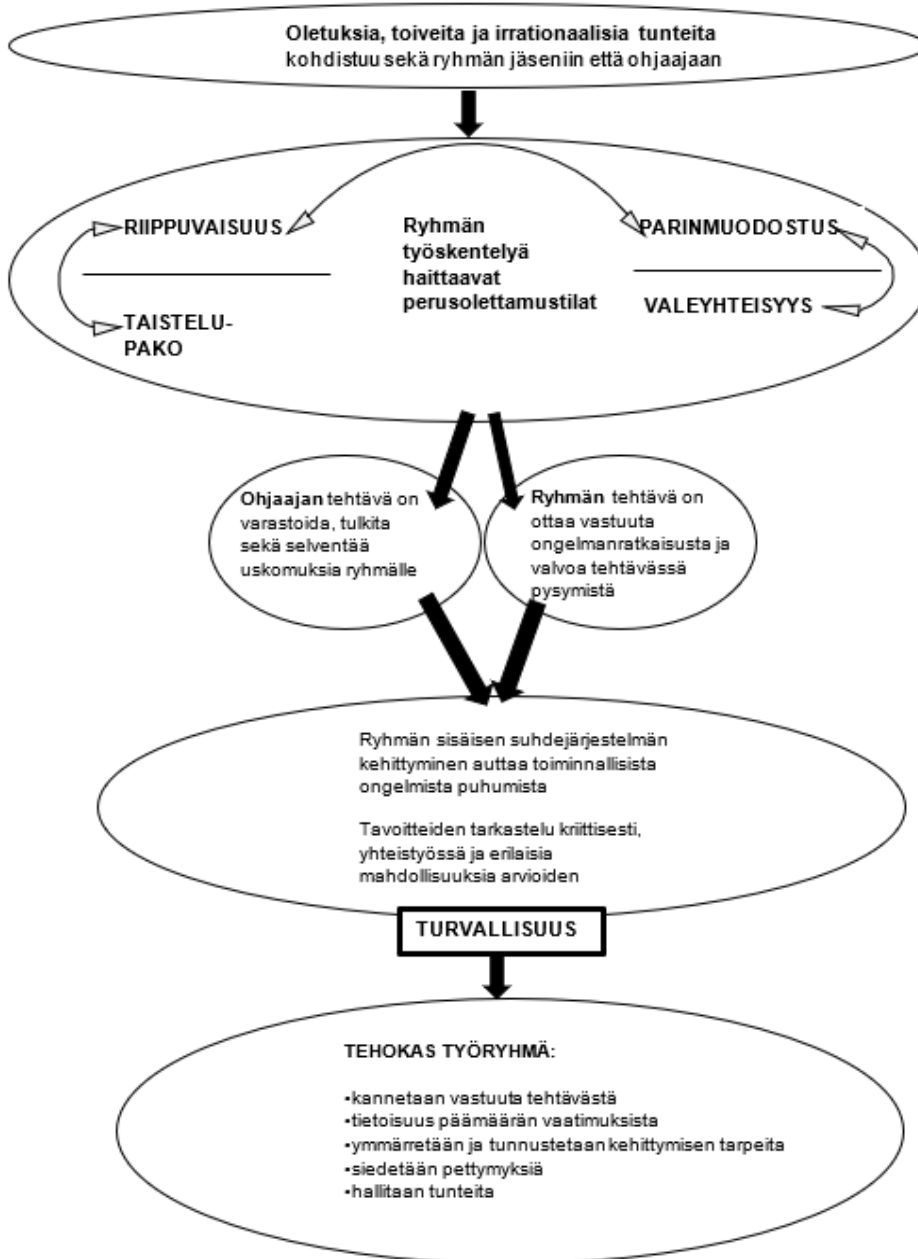 Oletuksia, toiveita ja irrationaalisia tunteita
kohdistuu sekä ryhmän jäseniin että ohjaajaan
RIIPPUVAISUUS
TAISTELU-
PAKO
Ryhmän
työskentelyä
haittaavat
perusolettamustilat
PARINMUODOSTUS
VALEYHTEISYYS
Ohjaajan tehtävä on
varastoida, tulkita
sekä selventää
uskomuksia ryhmälle
Ryhmän tehtävä on
ottaa vastuuta
ongelmanratkaisusta ja
valvoa tehtävässä
pysymistä
Ryhmän sisäisen suhdejärjestelmän
kehittyminen auttaa toiminnallisista
ongelmista puhumista
Tavoitteiden tarkastelu kriittisesti,
yhteistyössä ja erilaisia
mahdollisuuksia arvioiden
TURVALLISUUS
TEHOKAS TYÖRYHMÄ:
▪kannetaan vastuuta tehtävästä
▪tietoisuus päämäärän vaatimuksista
▪ymmärretään ja tunnustetaan kehittymisen tarpeita
▪siedetään pettymyksiä
▪hallitaan tunteita